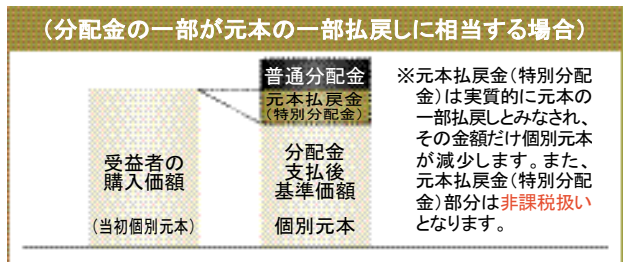 （分配金の一部が元本の一部払戻しに相当する場合）
普通分配金
元本払戻金
（特別分配金）
受益者の
購入価額
（当初個別元本）
分配金
支払後
基準価額
個別元本
※元本払戻金（特別分配
金）は実質的に元本の
一部払戻しとみなされ、
その金額だけ個別元本
が減少します。また、
元本払戻金（特別分配
金）部分は非課税扱い
となります。